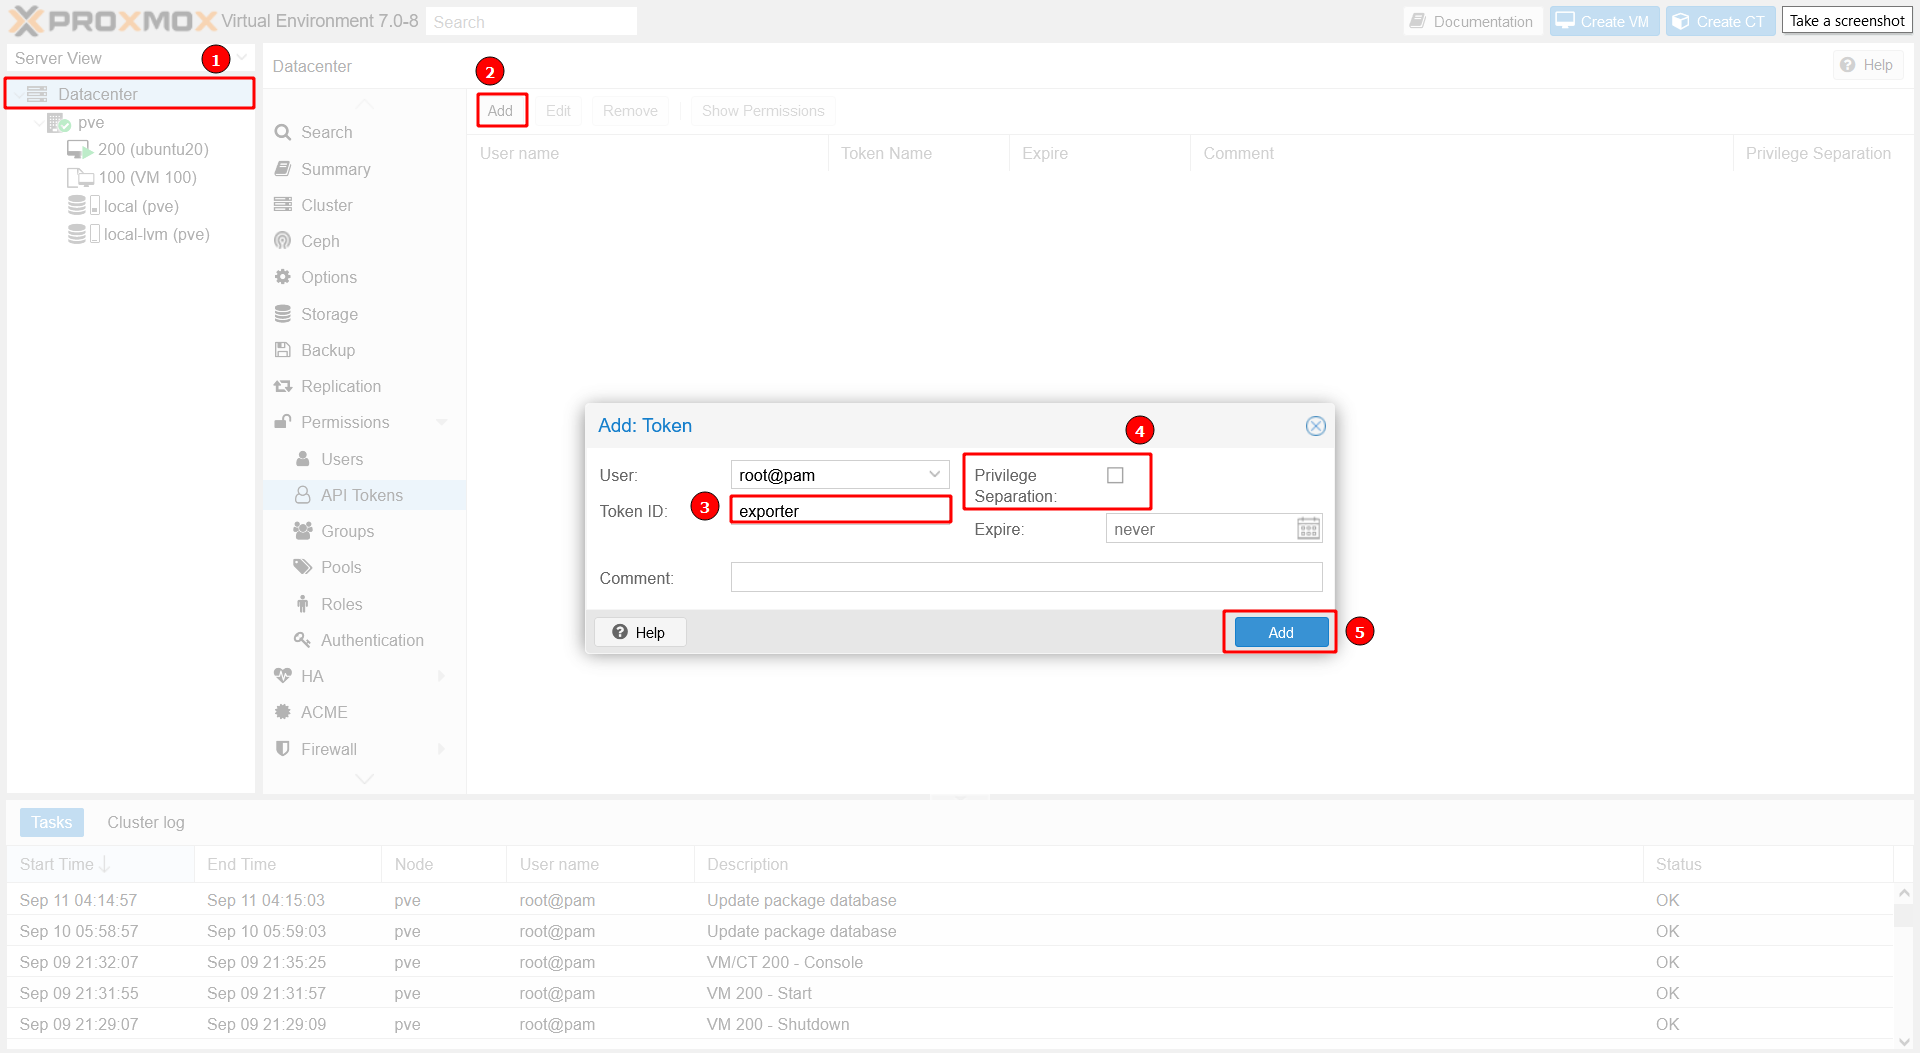 PROXMOX Virtual Environment 7.0-8 Search Documentation Create VM Create CT Take a screenshot
Server View 1
Datacenter
pve
200 (ubuntu20)
100 (VM 100)
local (pve)
local-lvm (pve)
Datacenter Help
2
Add Edit Remove Show Permissions
User name Token Name Expire Comment Privilege Separation
Search
Summary
Cluster
Ceph
Options
Storage
Backup
Replication
Permissions
Users
API Tokens
Groups
Pools
Roles
Authentication
HA
ACME
Firewall
Add: Token
4
User: root@pam
Privilege
Separation:
3
Token ID: exporter
Expire: never
Comment:
Help Add 5
Tasks Cluster log
Start Time End Time Node User name Description Status
Sep 11 04:14:57 Sep 11 04:15:03 pve root@pam Update package database OK
Sep 10 05:58:57 Sep 10 05:59:03 pve root@pam Update package database OK
Sep 09 21:32:07 Sep 09 21:35:25 pve root@pam VM/CT 200 - Console OK
Sep 09 21:31:55 Sep 09 21:31:57 pve root@pam VM 200 - Start OK
Sep 09 21:29:07 Sep 09 21:29:09 pve root@pam VM 200 - Shutdown OK